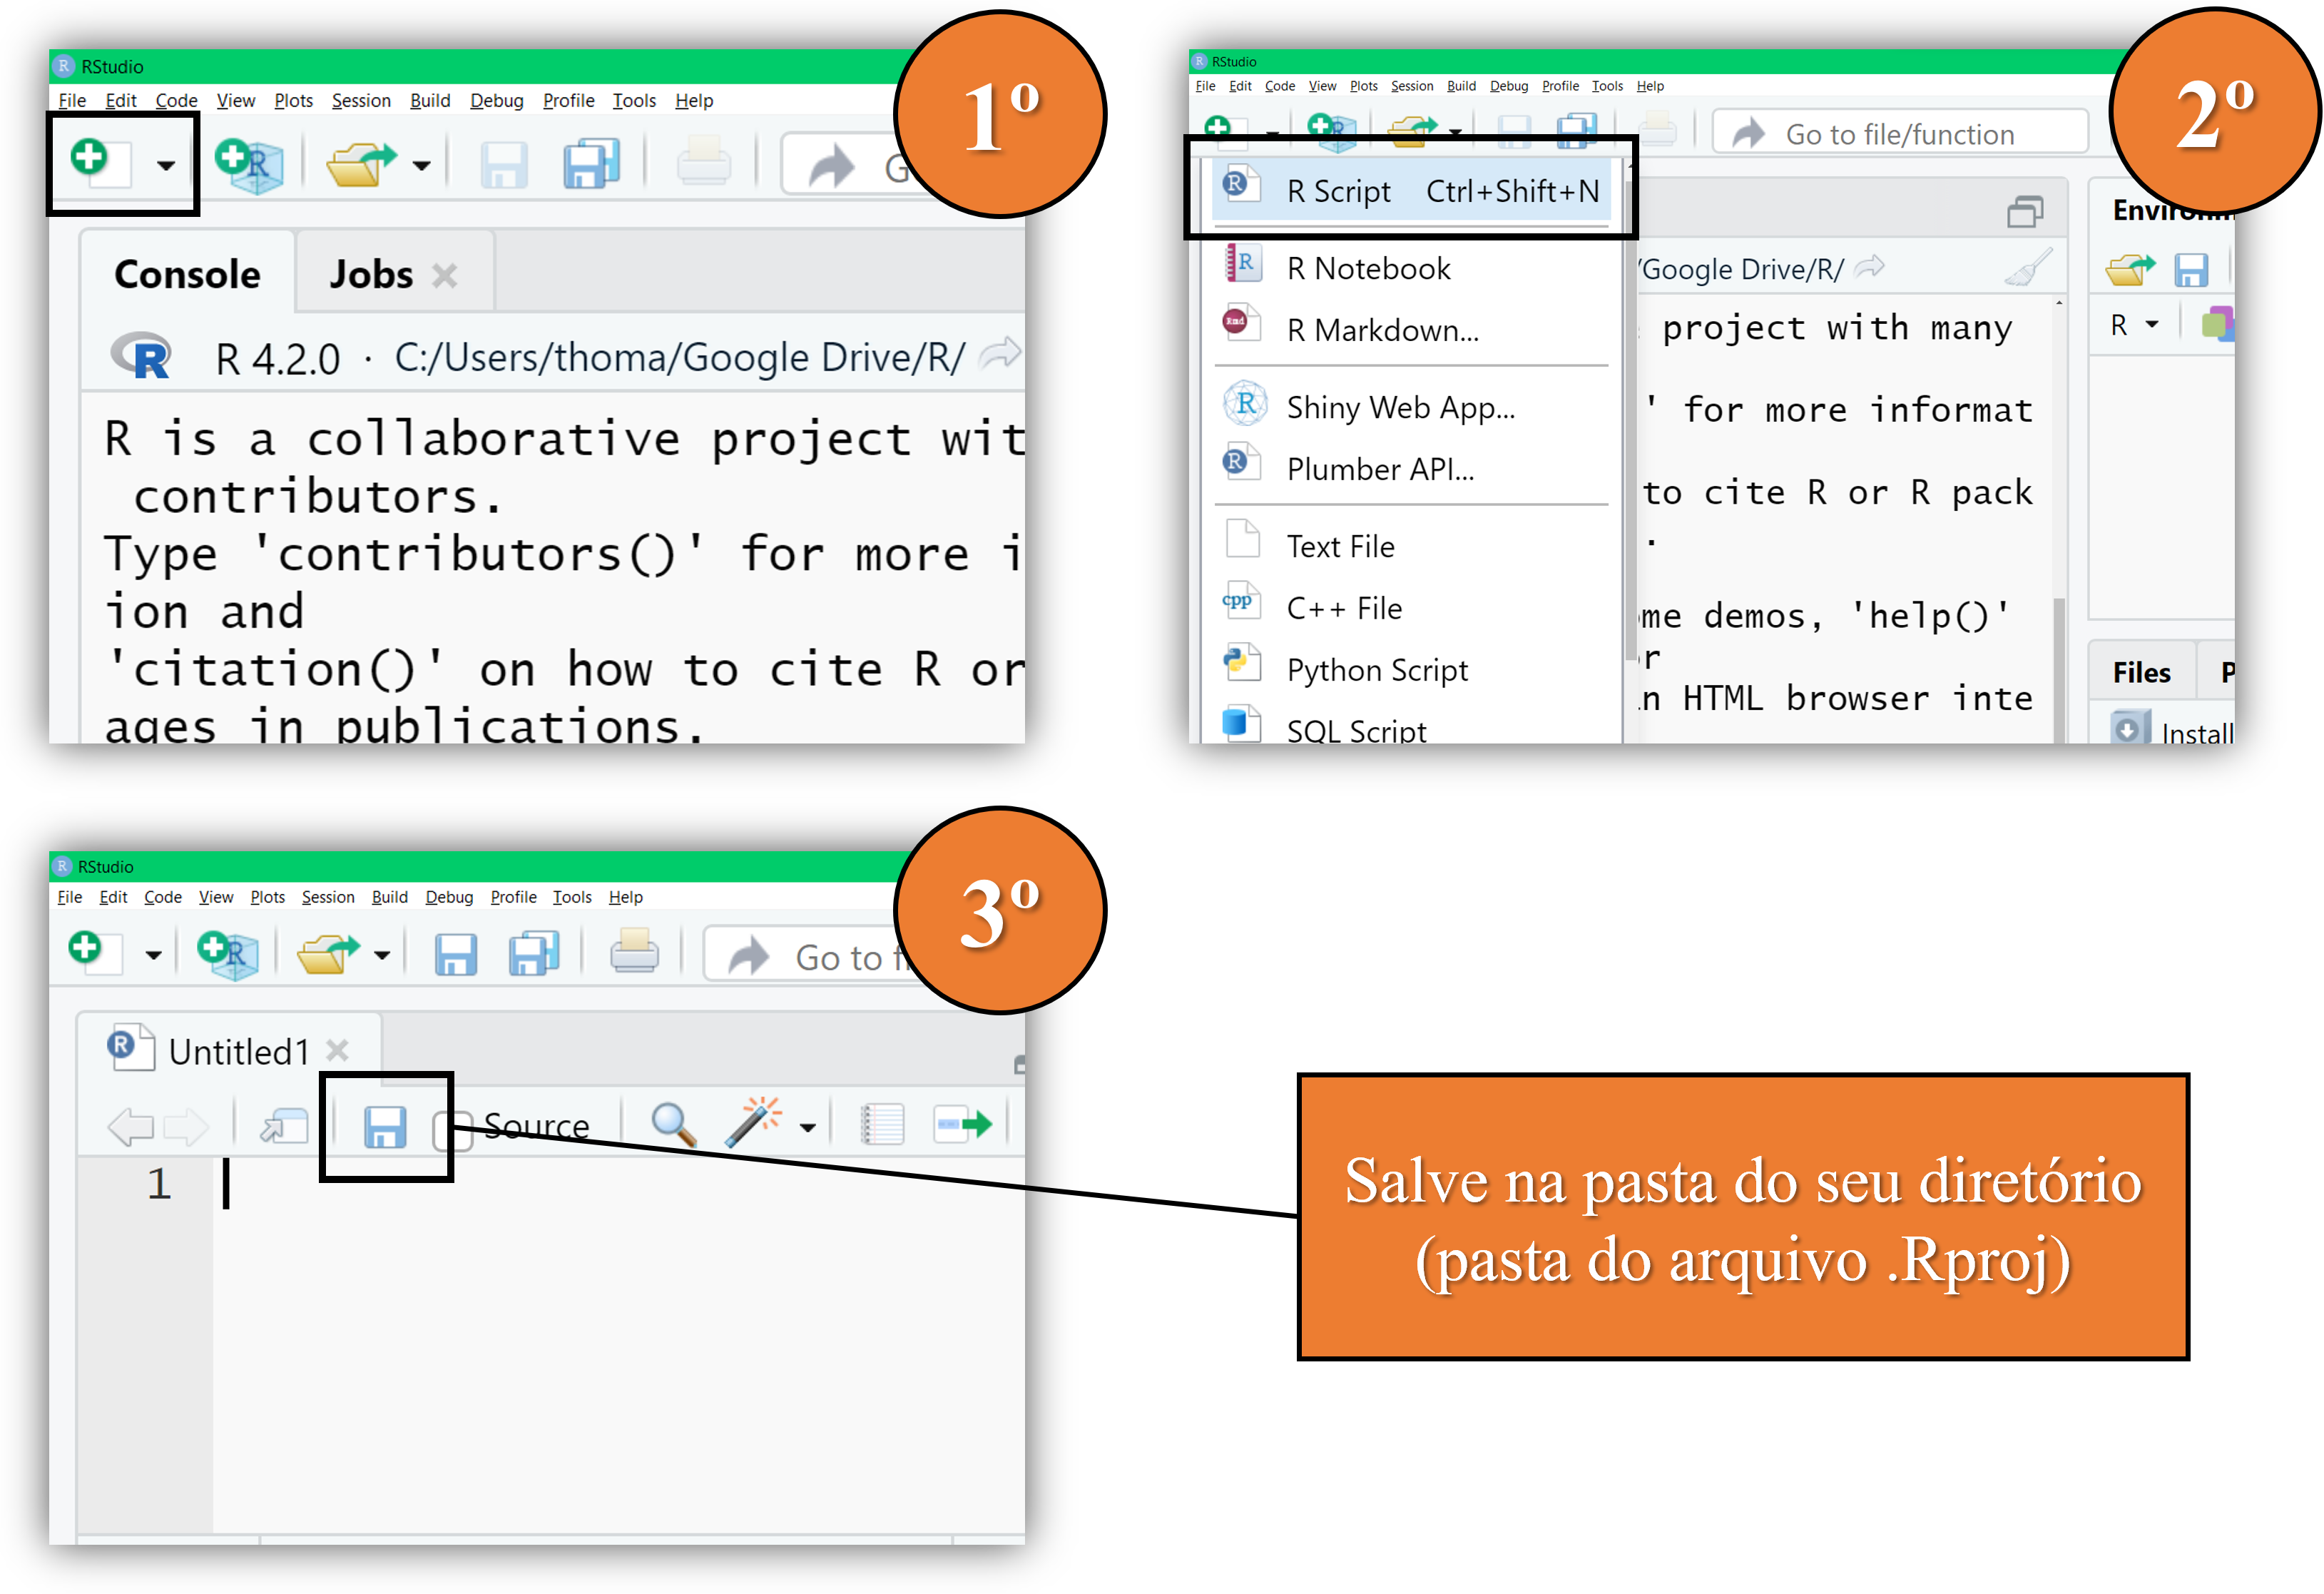 RStudio
File Edit Code View Plots Session Build Debug Profile Tools Help
1º
Console Jobs
R 4.2.0 · C:/Users/thoma/Google Drive/R/
R is a collaborative project wit
contributors.
Type 'contributors()' for more i
ion and
'citation()' on how to cite R or
ages in publications.
RStudio
File Edit Code View Plots Session Build Debug Profile Tools Help
2º
Go to file/function
R Script Ctrl+Shift+N
R Notebook
R Markdown...
Shiny Web App...
Plumber API...
Text File
C++ File
Python Script
SQL Script
/Google Drive/R/
project with many
' for more informat
to cite R or R pack
.
me demos, 'help()'
r
n HTML browser inte
R
Files P
Install
RStudio
File Edit Code View Plots Session Build Debug Profile Tools Help
3º
Go to
Untitled1
Source
1
Salve na pasta do seu diretório
(pasta do arquivo .Rproj)